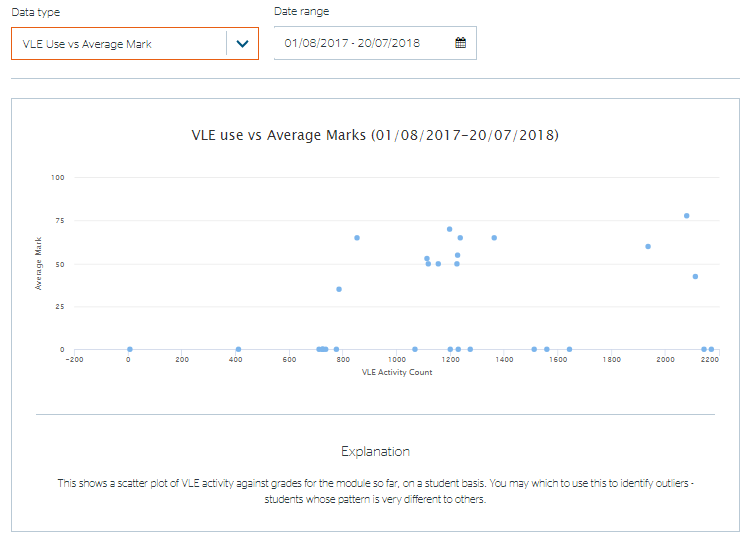 Data type
Date range
VLE Use vs Average Mark
01/08/2017 - 20/07/2018
VLE use vs Average Marks (01/08/2017-20/07/2018)
100
75
50
25
0
Average Mark
-200 0 200 400 600 800 1000 1200 1400 1600 1800 2000 2200
VLE Activity Count
Explanation
This shows a scatter plot of VLE activity against grades for the module so far, on a student basis. You may which to use this to identify outliers -
students whose pattern is very different to others.